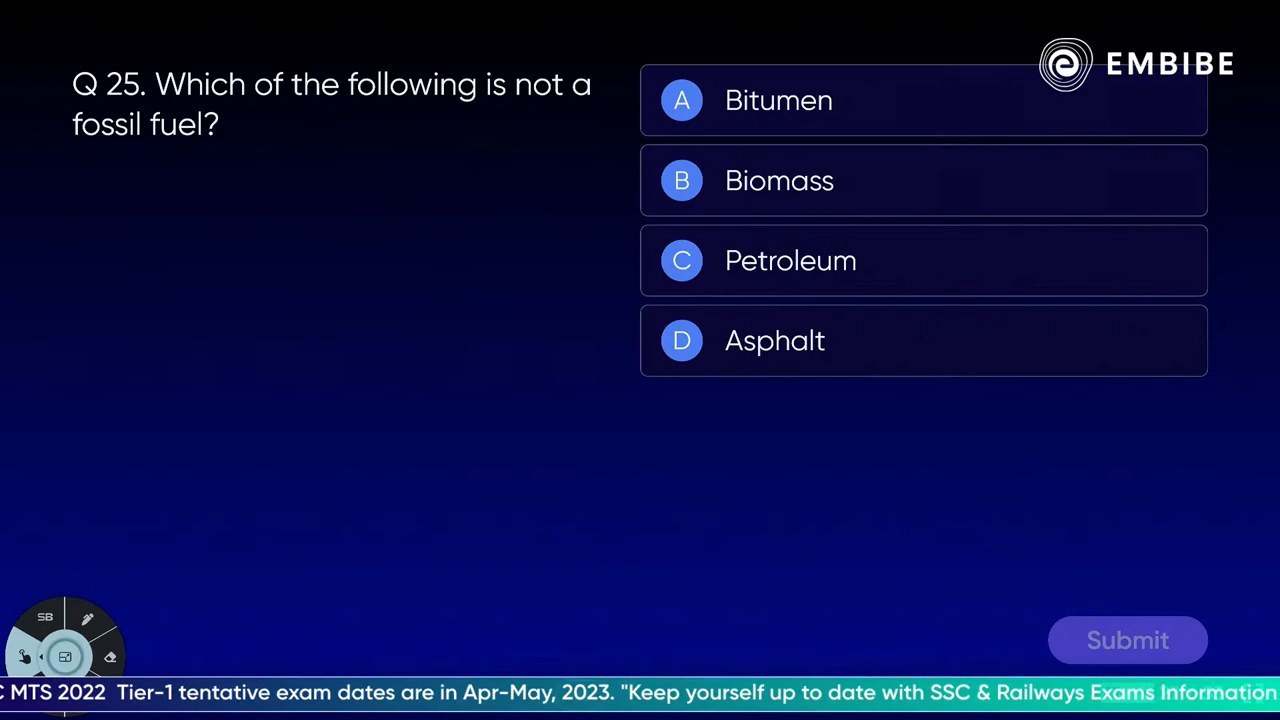 EMBIBE
Q 25. Which of the following is not a
fossil fuel?
A Bitumen
B Biomass
C Petroleum
D Asphalt
SB
Submit
C MTS 2022 Tier-1 tentative exam dates are in Apr-May, 2023. "Keep yourself up to date with SSC & Railways Exams Information